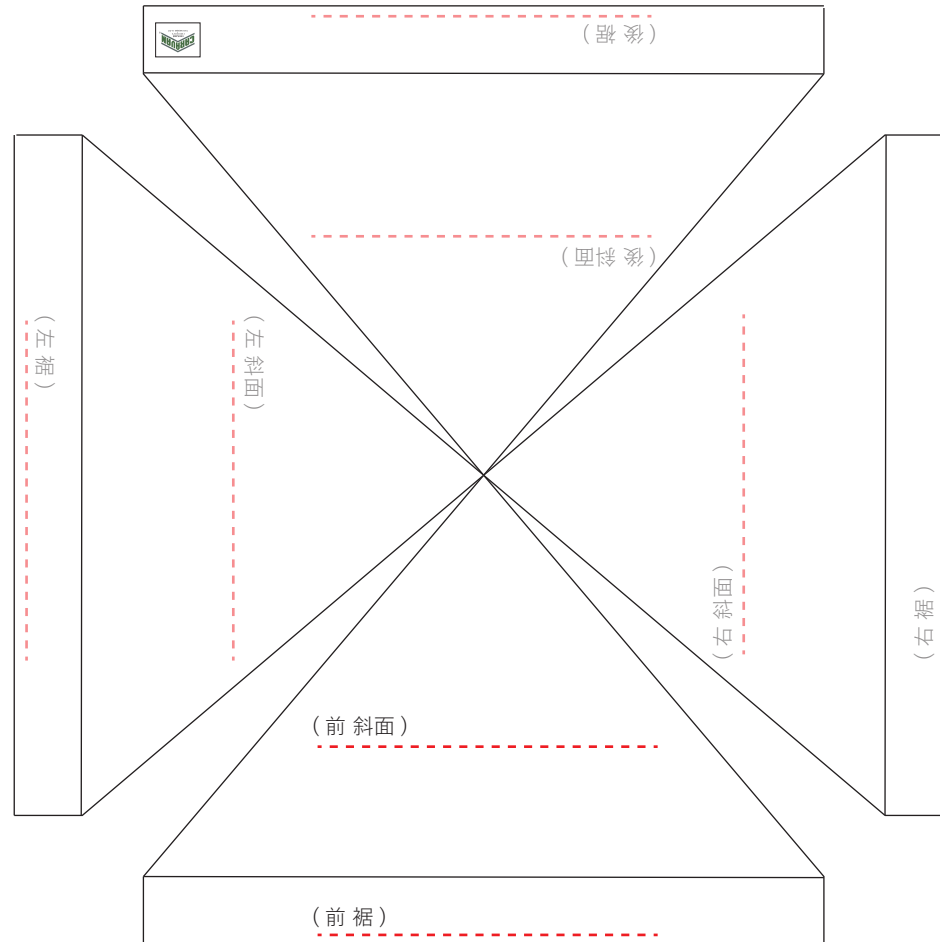 CARAVAN
(後 裾)
(後 斜面)
(左 裾)
(左 斜面)
(右 斜面)
(右 裾)
(前 斜面)
(前 裾)